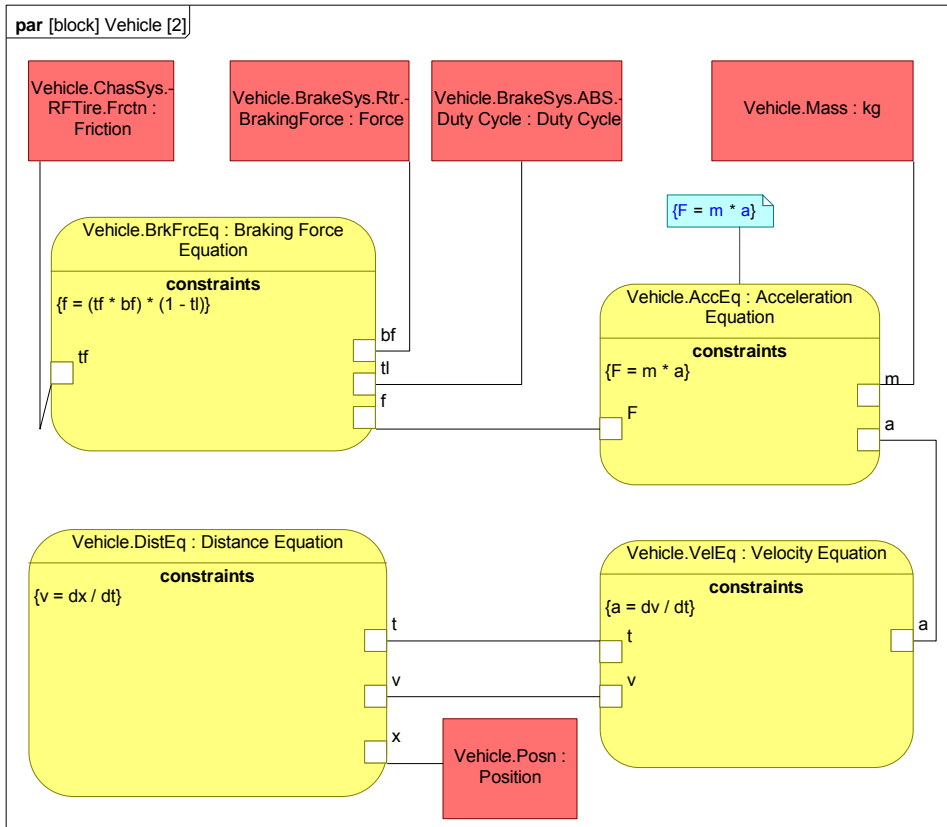 par [block] Vehicle [2]
Vehicle.ChasSys.-
RFTire.Frctn :
Friction
Vehicle.BrakeSys.Rtr.-
BrakingForce : Force
Vehicle.BrakeSys.ABS.-
Duty Cycle : Duty Cycle
Vehicle.Mass : kg
{F = m * a}
Vehicle.BrkFrcEq : Braking Force
Equation
constraints
{f = (tf * bf) * (1 - tl)}
tf
bf
tl
f
Vehicle.AccEq : Acceleration
Equation
constraints
{F = m * a}
F
m
a
Vehicle.DistEq : Distance Equation
constraints
{v = dx / dt}
t
v
x
Vehicle.VelEq : Velocity Equation
constraints
{a = dv / dt}
t
v
a
Vehicle.Posn :
Position